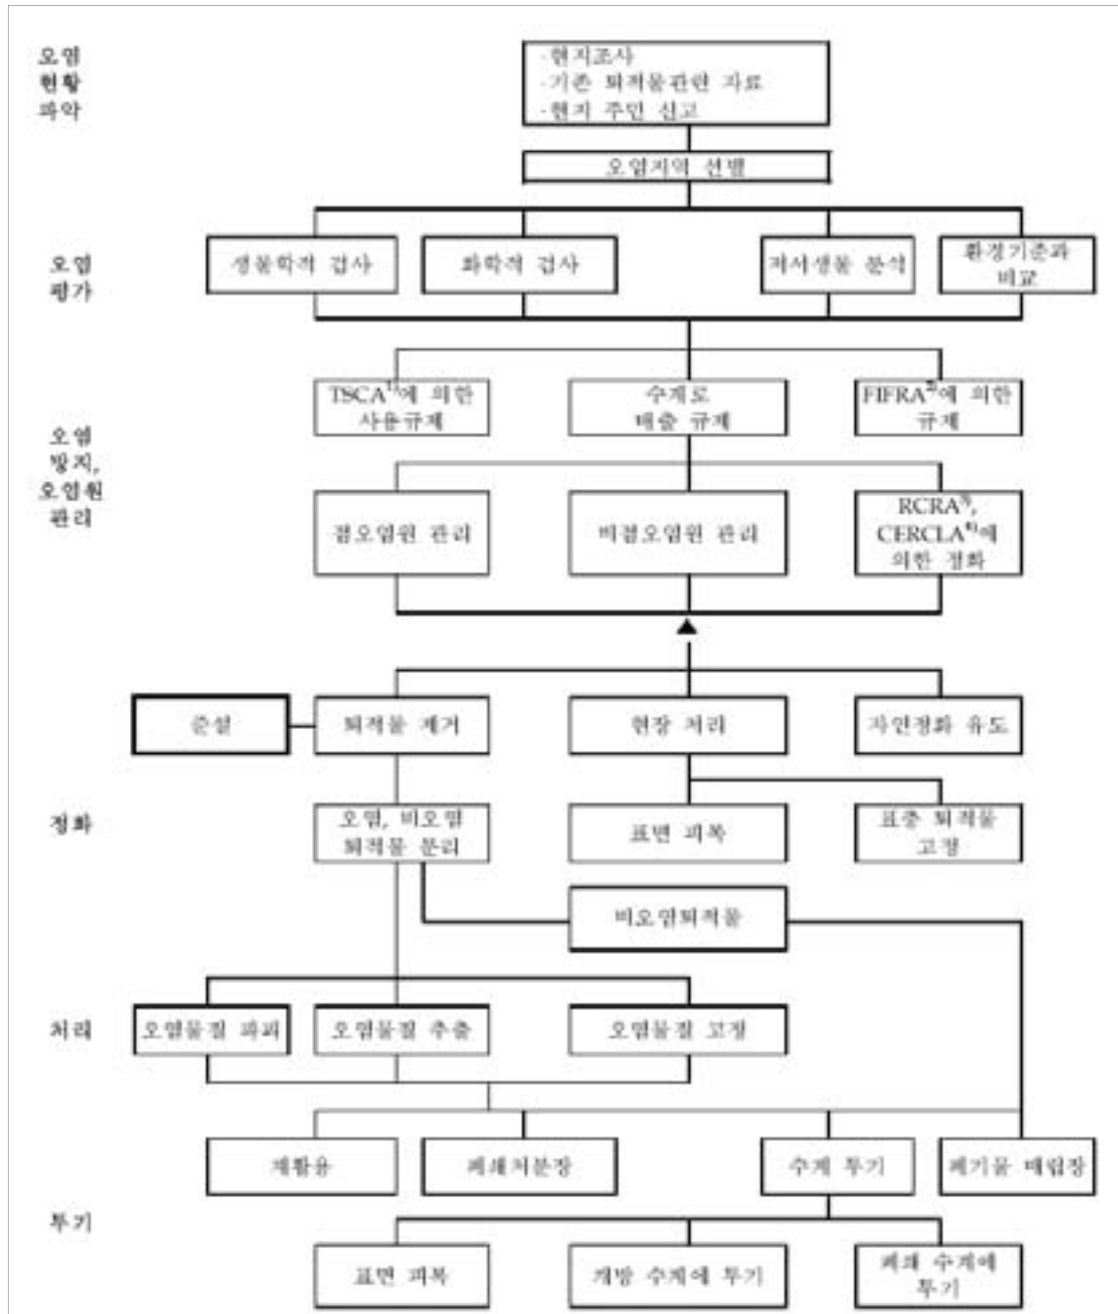 오염
현황
파악
·현지조사
·기존 퇴적물관련 자료
·현지 주민 신고
오염지역 선별
오염
평가
생물학적 검사
화학적 검사
저서생물 분석
환경기준과
비교
오염
방지,
오염원
관리
TSCA1)에 의한
사용규제
수계로
배출 규제
FIFRA2)에 의한
규제
점오염원 관리
비점오염원 관리
RCRA3),
CERCLA4)에
의한 정화
준설
퇴적물 제거
현장 처리
자연정화 유도
정화
오염, 비오염
퇴적물 분리
표면 피복
표층 퇴적물
고정
비오염퇴적물
처리
오염물질 파괴
오염물질 추출
오염물질 고정
재활용
폐쇄처분장
수계 투기
폐기물 매립장
투기
표면 피복
개방 수계에 투기
폐쇄 수계에
투기